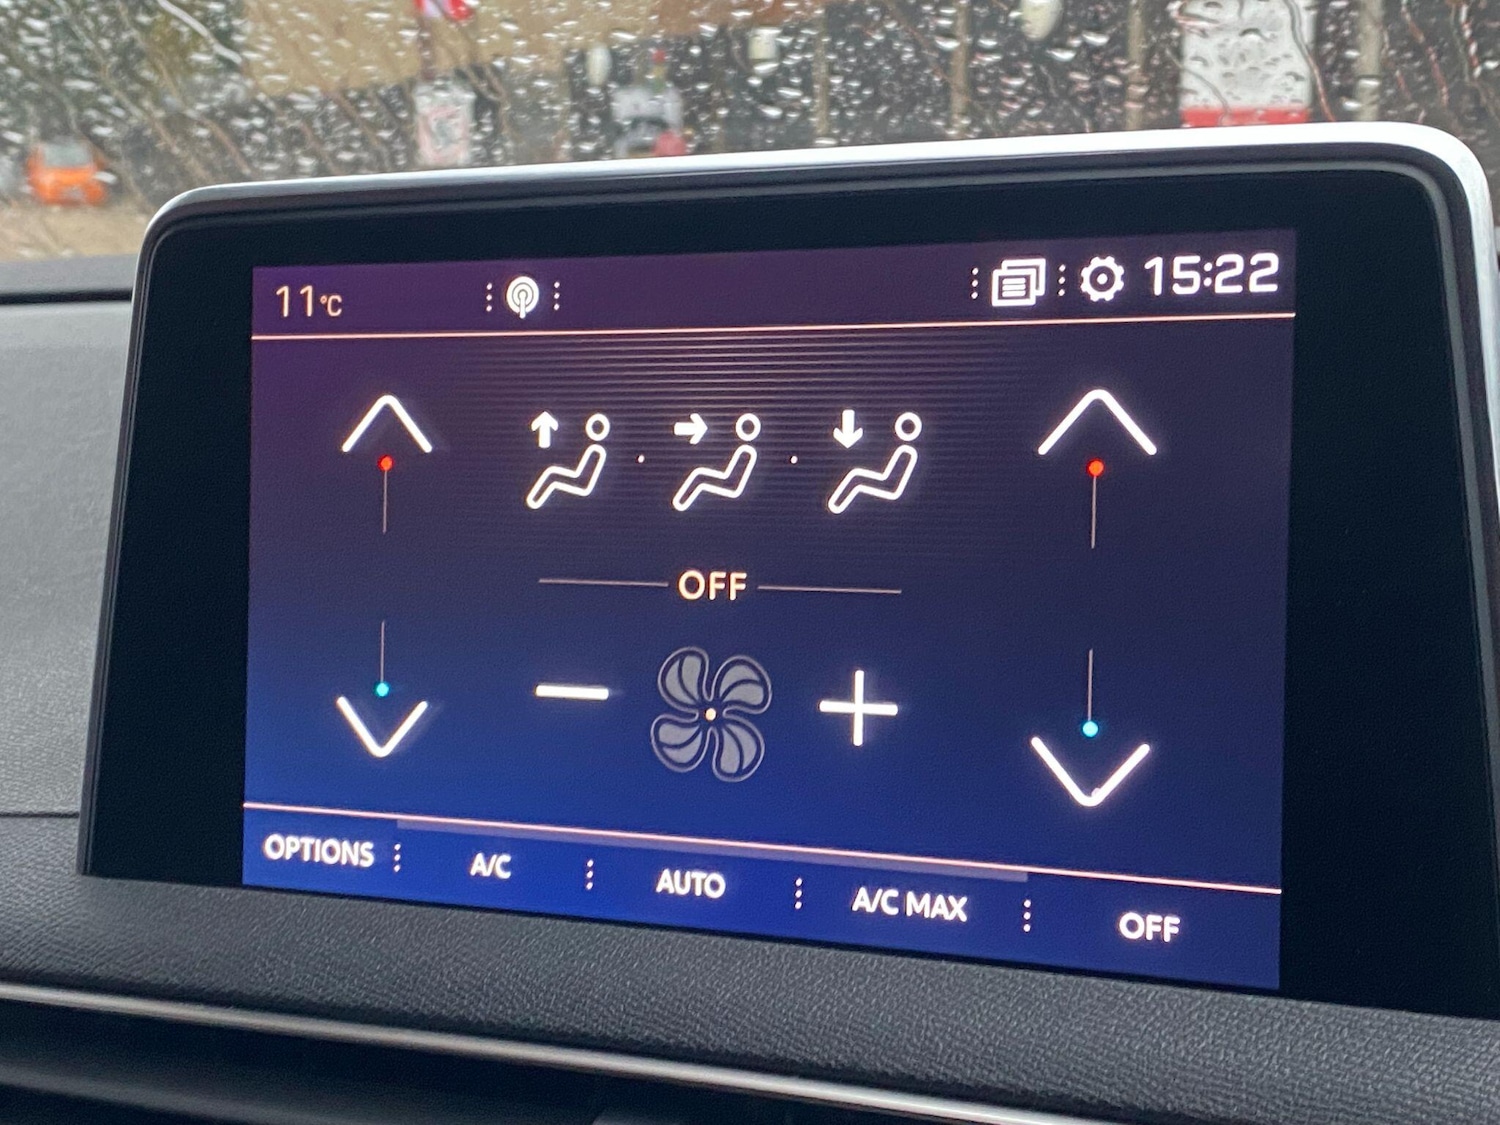 11°C 15:22
OFF
OPTIONS A/C AUTO A/C MAX OFF